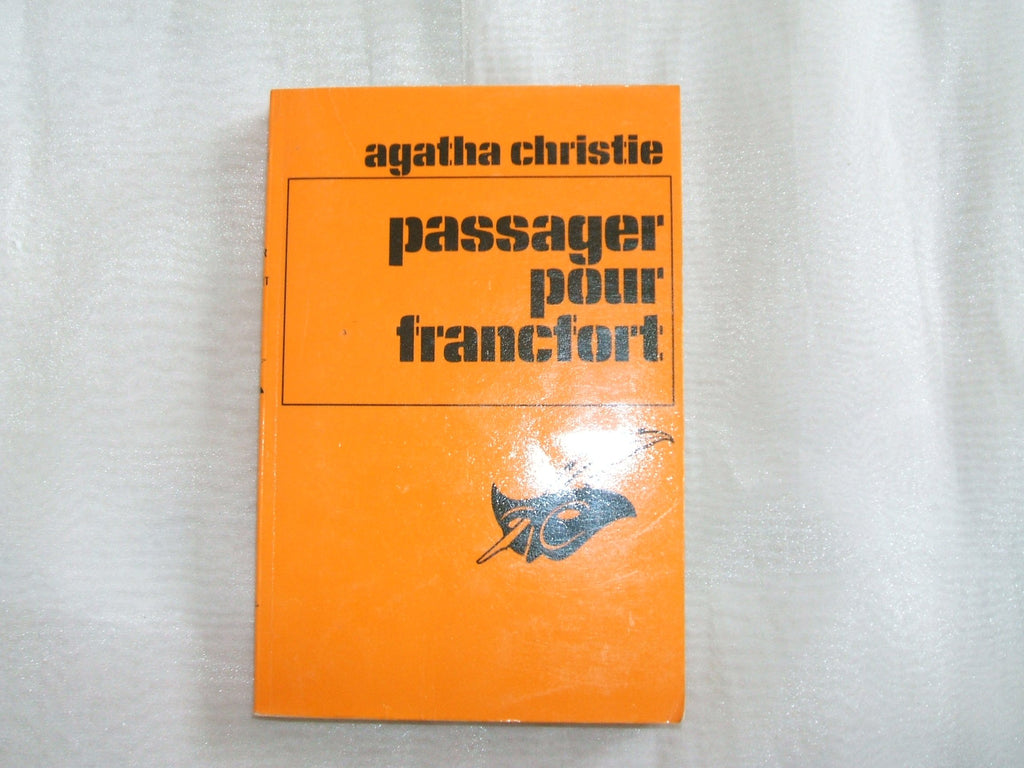 agatha christie
passager
pour
francfort